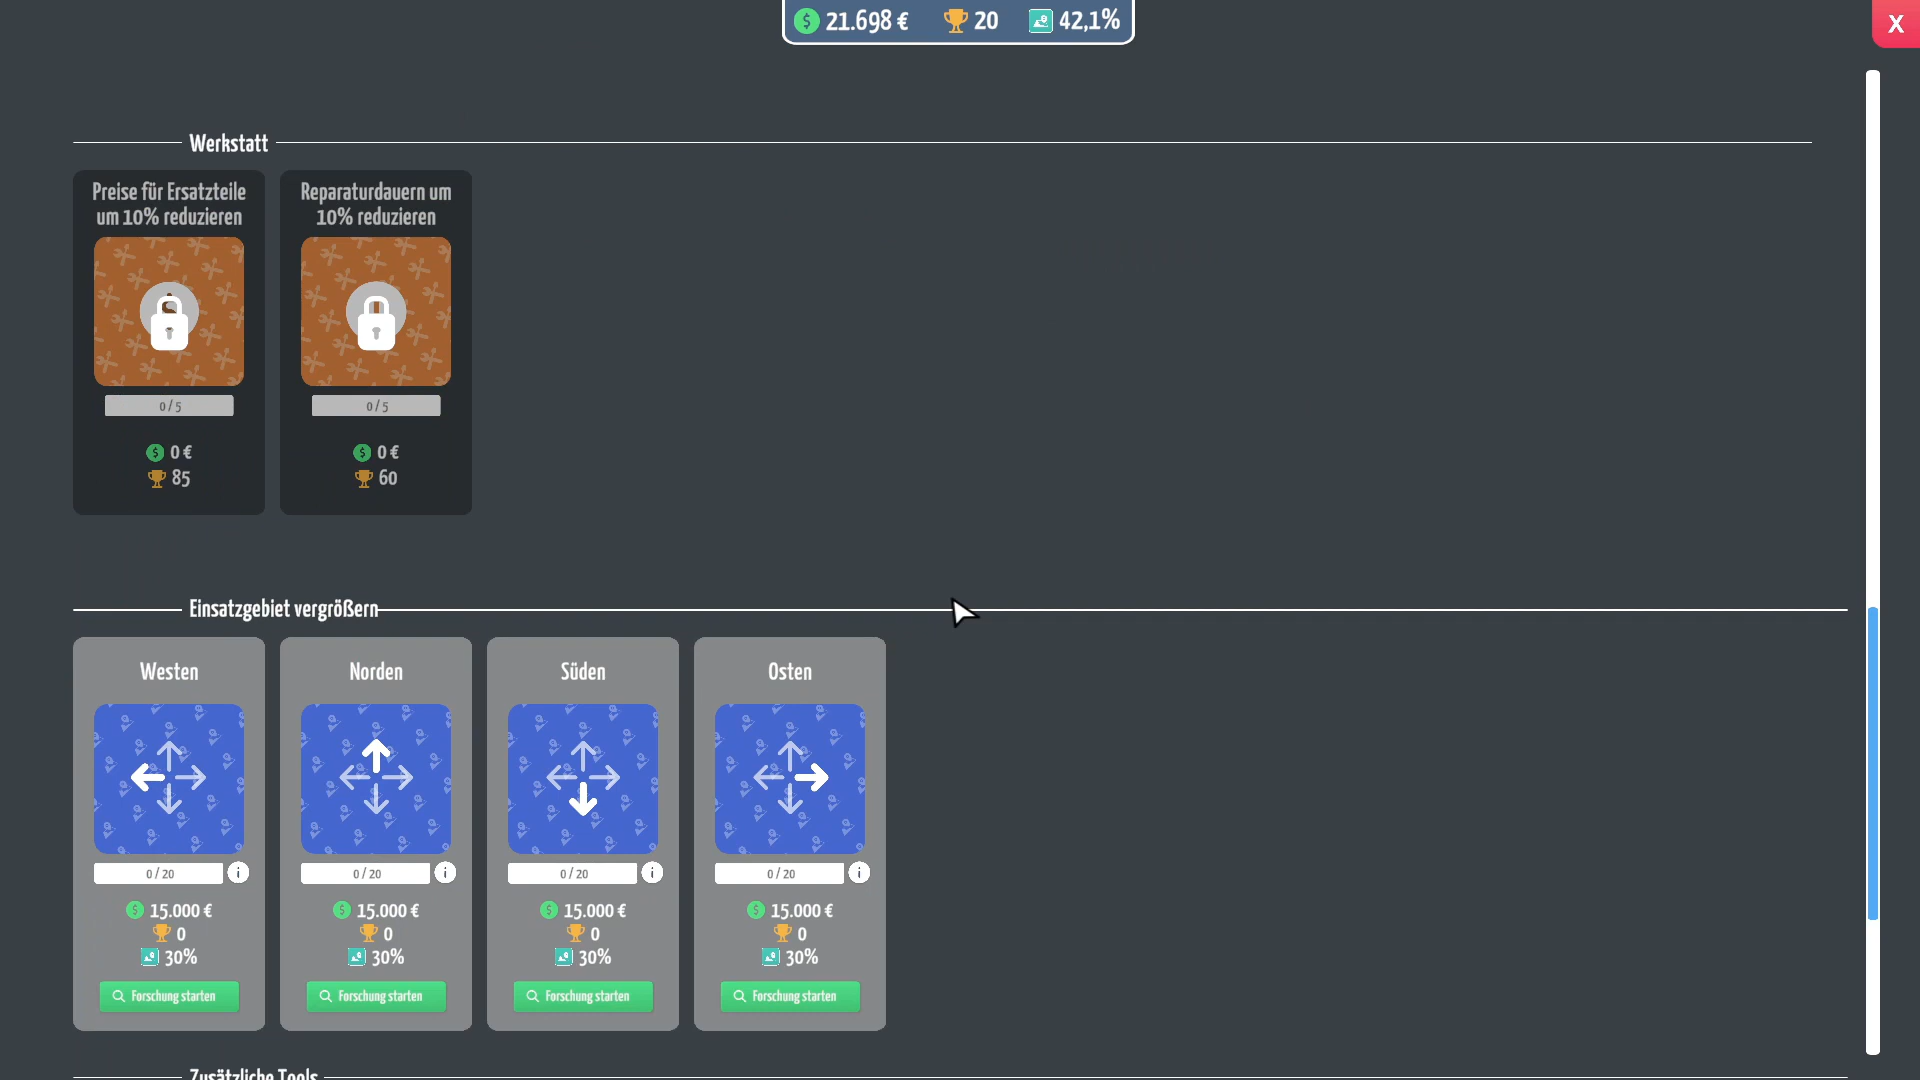 21.698 € 20 42,1%
X
Werkstatt
Preise für Ersatzteile
um 10% reduzieren
0 / 5
0 €
85
Reparaturdauern um
10% reduzieren
0 / 5
0 €
60
Einsatzgebiet vergrößern
Westen
0 / 20
i
15.000 €
0
30%
Forschung starten
Norden
0 / 20
i
15.000 €
0
30%
Forschung starten
Süden
0 / 20
i
15.000 €
0
30%
Forschung starten
Osten
0 / 20
i
15.000 €
0
30%
Forschung starten
Zusätzliche Tools